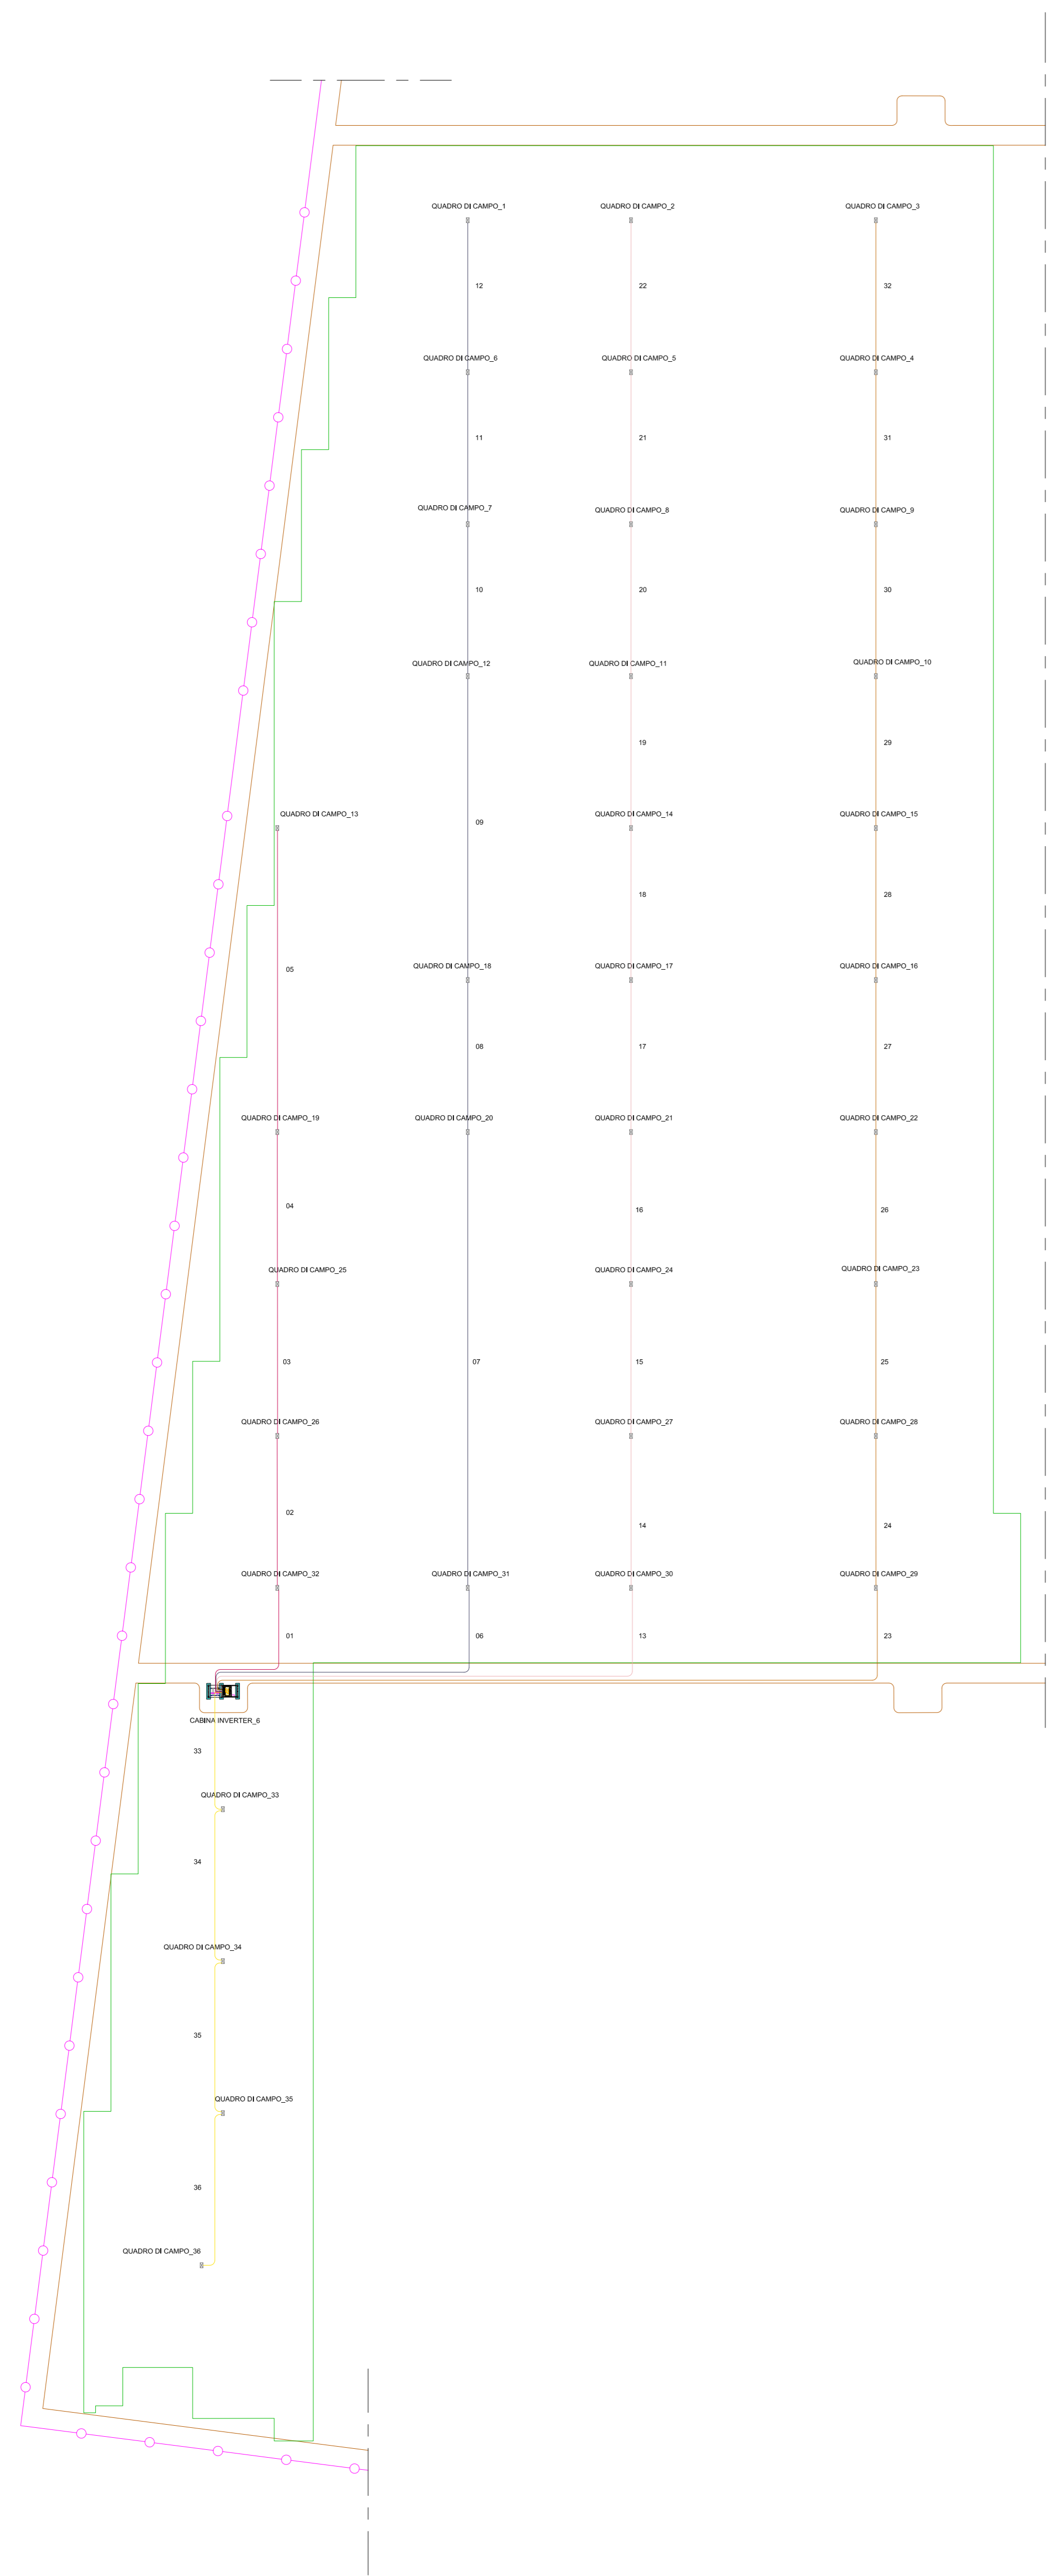 QUADRO DI CAMPO_1
QUADRO DI CAMPO_2
QUADRO DI CAMPO_3
12
22
32
QUADRO DI CAMPO_6
QUADRO DI CAMPO_5
QUADRO DI CAMPO_4
11
21
31
QUADRO DI CAMPO_7
QUADRO DI CAMPO_8
QUADRO DI CAMPO_9
10
20
30
QUADRO DI CAMPO_12
QUADRO DI CAMPO_11
QUADRO DI CAMPO_10
19
29
QUADRO DI CAMPO_13
09
QUADRO DI CAMPO_14
QUADRO DI CAMPO_15
18
28
05
QUADRO DI CAMPO_18
QUADRO DI CAMPO_17
QUADRO DI CAMPO_16
08
17
27
QUADRO DI CAMPO_19
QUADRO DI CAMPO_20
QUADRO DI CAMPO_21
QUADRO DI CAMPO_22
04
16
26
QUADRO DI CAMPO_25
QUADRO DI CAMPO_24
QUADRO DI CAMPO_23
03
07
15
25
QUADRO DI CAMPO_26
QUADRO DI CAMPO_27
QUADRO DI CAMPO_28
02
14
24
QUADRO DI CAMPO_32
QUADRO DI CAMPO_31
QUADRO DI CAMPO_30
QUADRO DI CAMPO_29
01
06
13
23
CABINA INVERTER_6
33
QUADRO DI CAMPO_33
34
QUADRO DI CAMPO_34
35
QUADRO DI CAMPO_35
36
QUADRO DI CAMPO_36